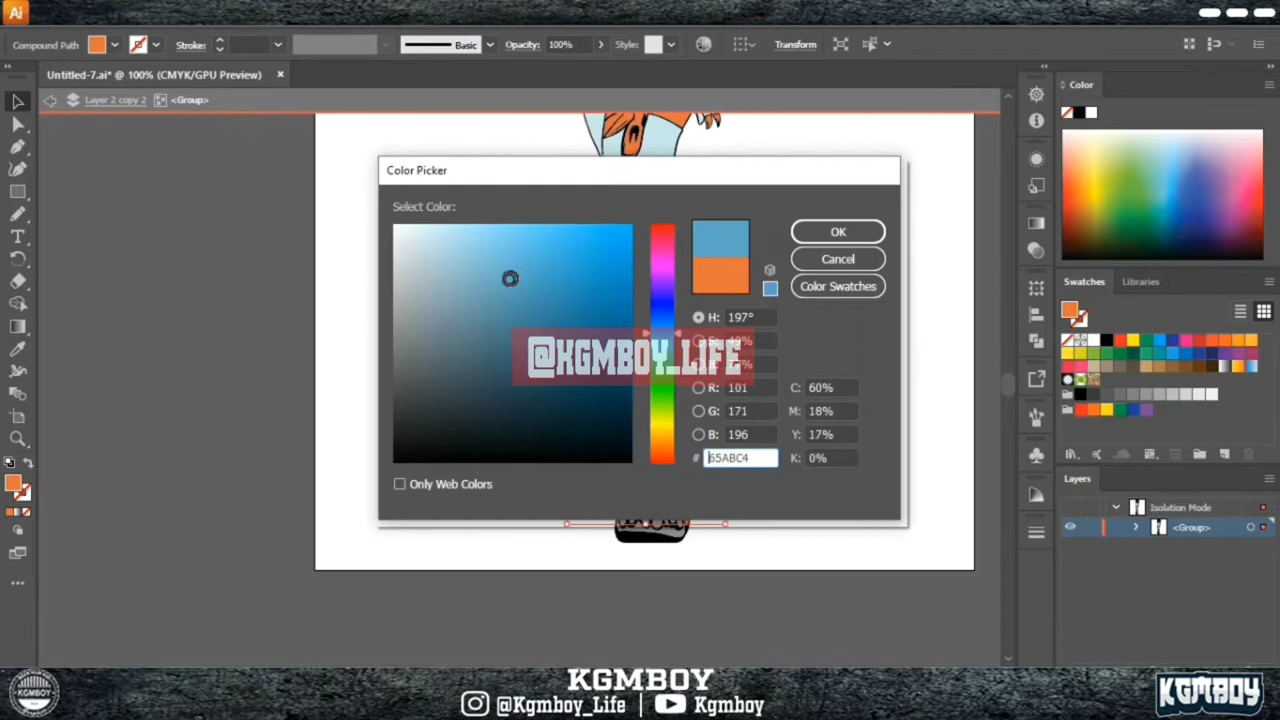 Ai
Compound Path
Stroke:
Basic
Opacity: 100%
Style:
Transform
Untitled-7.ai* @ 100% (CMYK/GPU Preview)
Layer 2 copy 2
<Group>
Color Picker
Select Color:
OK
Cancel
Color Swatches
H: 197°
R: 101
G: 171
B: 196
# 65ABC4
C: 60%
M: 18%
Y: 17%
K: 0%
Only Web Colors
@KGMBOY_LIFE
Color
Swatches
Libraries
Layers
Isolation Mode
<Group>
KGMBOY
KGMBOY
@Kgmboy_Life | Kgmboy
KGMBOY